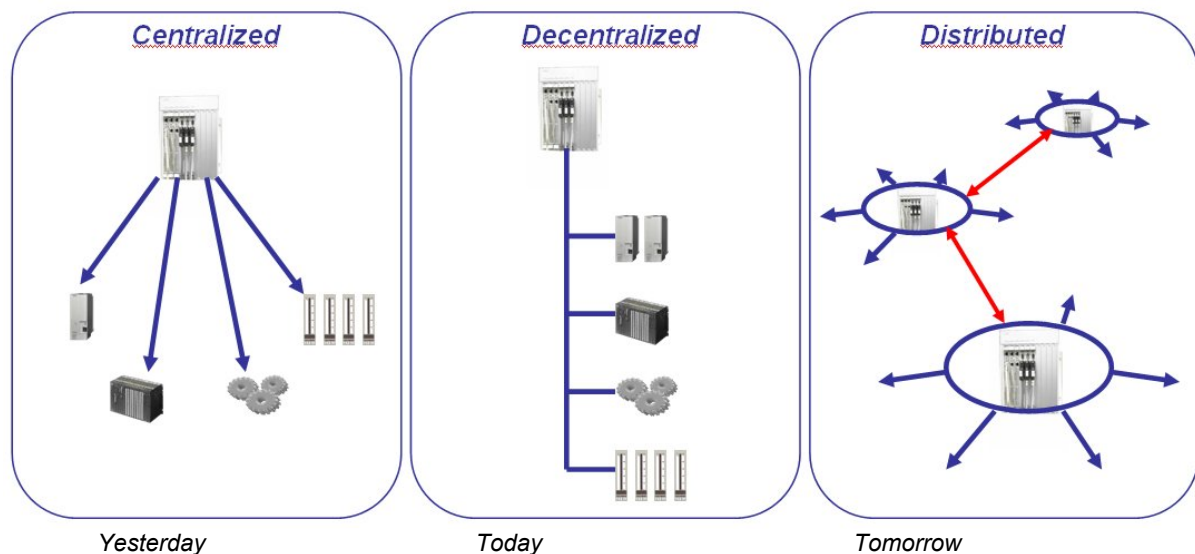 Centralized
Decentralized
Distributed
Yesterday
Today
Tomorrow